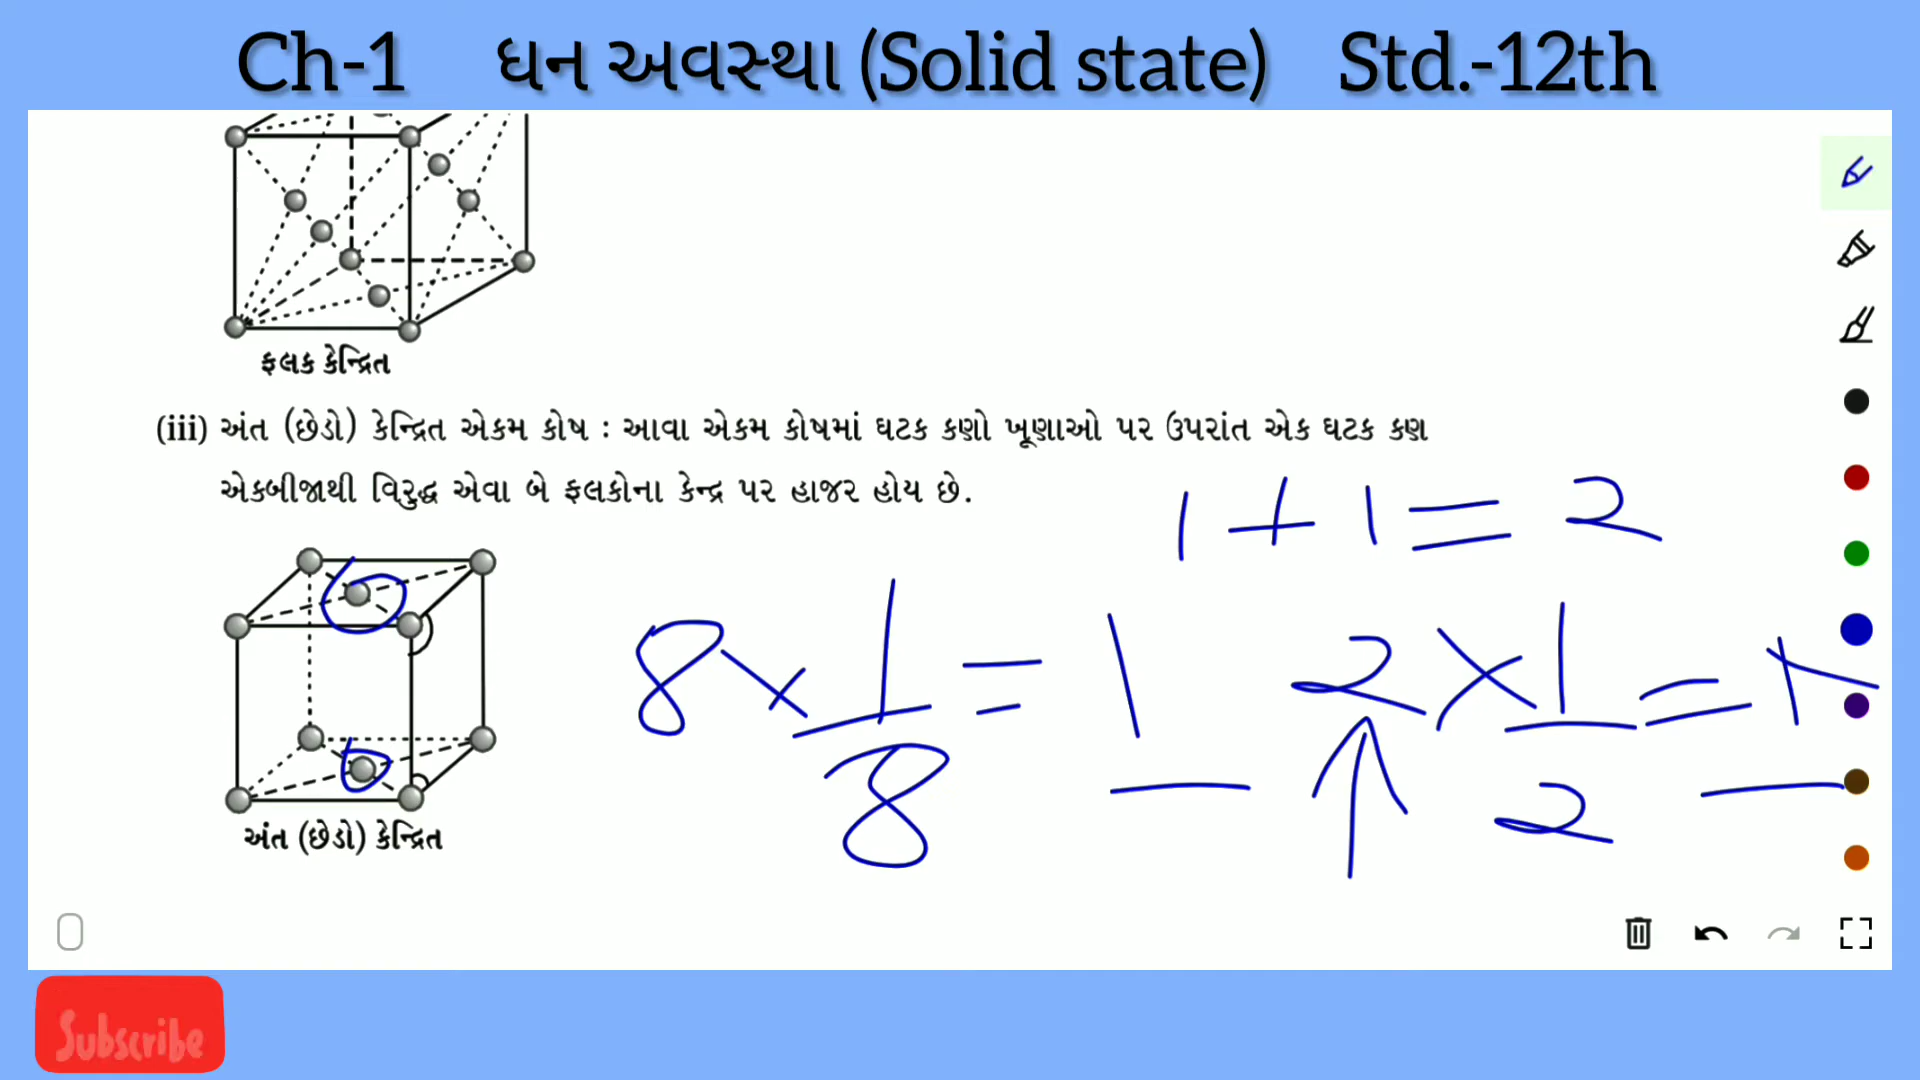 Ch-1 ધન અવસ્થા (Solid state) Std.-12th
ફલક કેન્દ્રિત
(iii) અંત (છેડો) કેન્દ્રિત એકમ કોષ : આવા એકમ કોષમાં ઘટક કણો ખૂણાઓ પર ઉપરાંત એક ઘટક કણ
એકબીજાથી વિરુદ્ધ એવા બે ફલકોના કેન્દ્ર પર હાજર હોય છે.
1 + 1 = 2
8 × 1/8 = 1 2 × 1/2 = 1
અંત (છેડો) કેન્દ્રિત
Subscribe